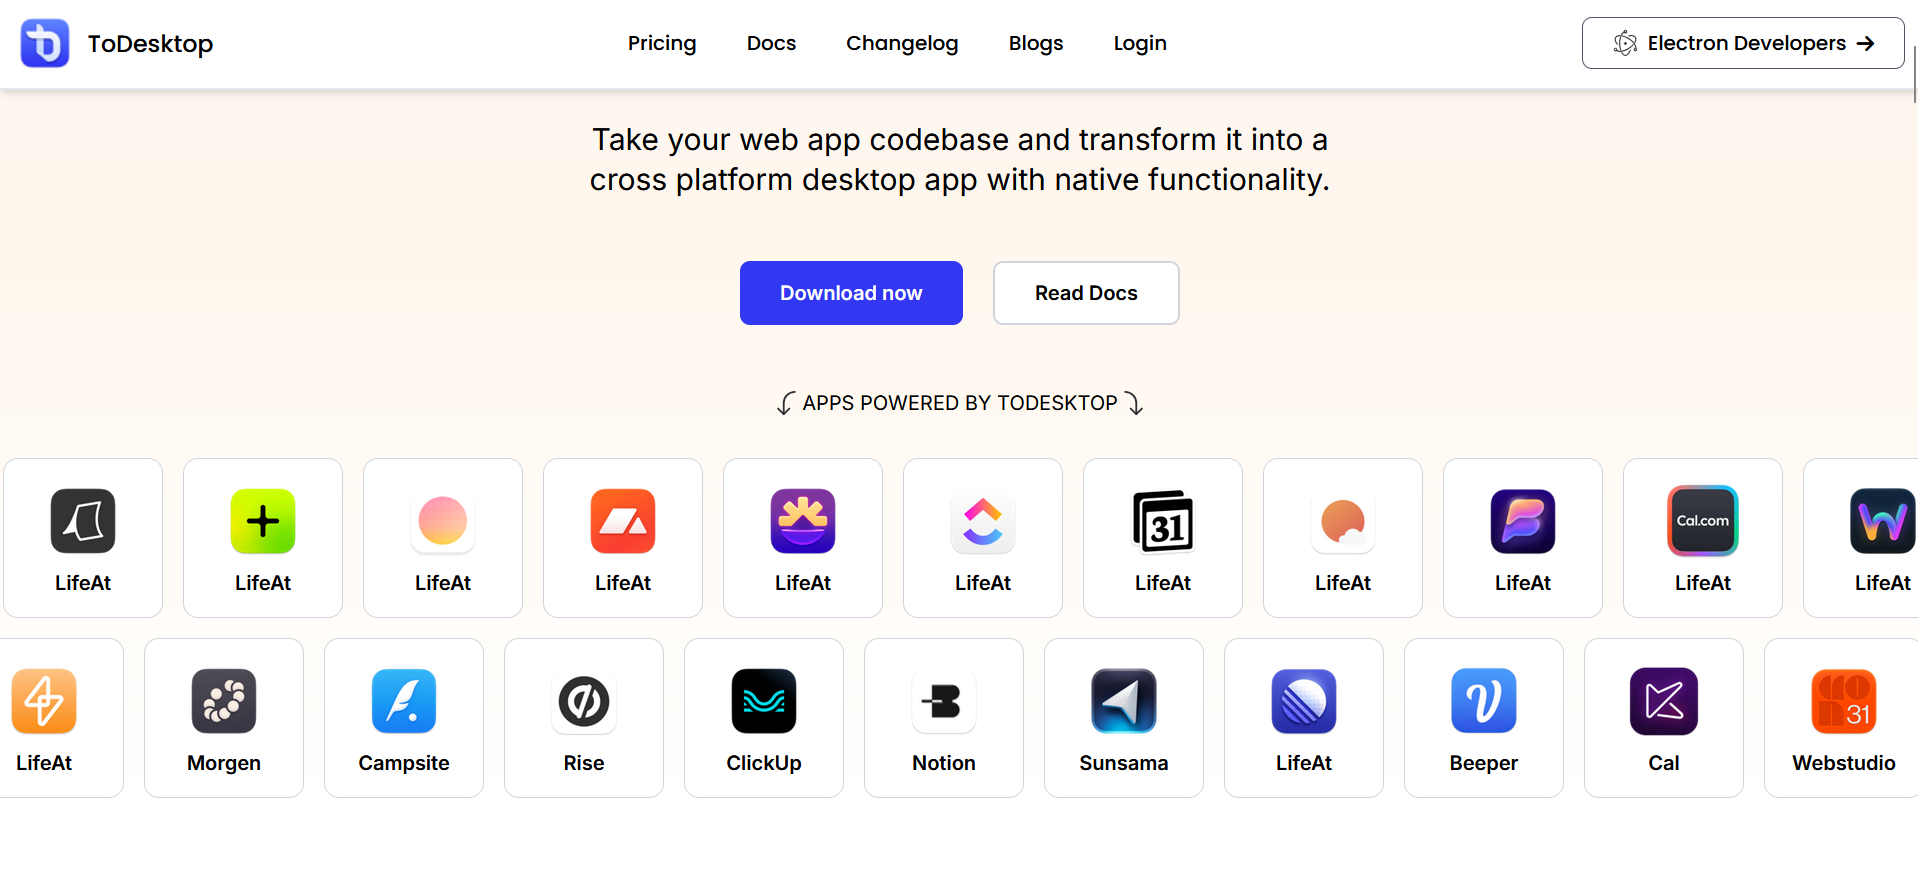 ToDesktop
Pricing
Docs
Changelog
Blogs
Login
Electron Developers
Take your web app codebase and transform it into a
cross platform desktop app with native functionality.
Download now
Read Docs
APPS POWERED BY TODESKTOP
31
Cal.com
LifeAt
LifeAt
LifeAt
LifeAt
LifeAt
LifeAt
LifeAt
LifeAt
LifeAt
LifeAt
LifeAt
31
LifeAt
Morgen
Campsite
Rise
ClickUp
Notion
Sunsama
LifeAt
Beeper
Cal
Webstudio